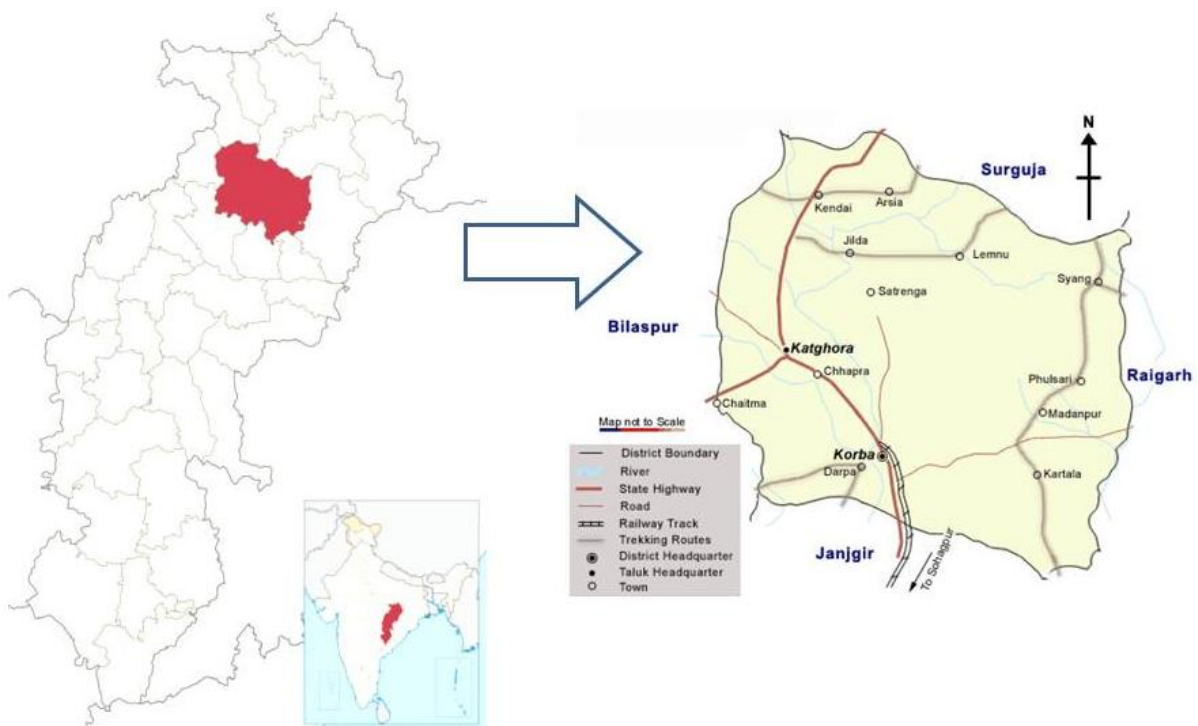 N
Surguja
Kendai
Arsia
Jilda
Lemnu
Syang
Satrenga
Bilaspur
Katghora
Chhapra
Phulsari
Raigarh
Chaitma
Madanpur
Map not to Scale
Korba
Darpa
Kartala
District Boundary
River
State Highway
Road
Railway Track
Trekking Routes
District Headquarter
Taluk Headquarter
Town
Janjgir
To Sohagpur